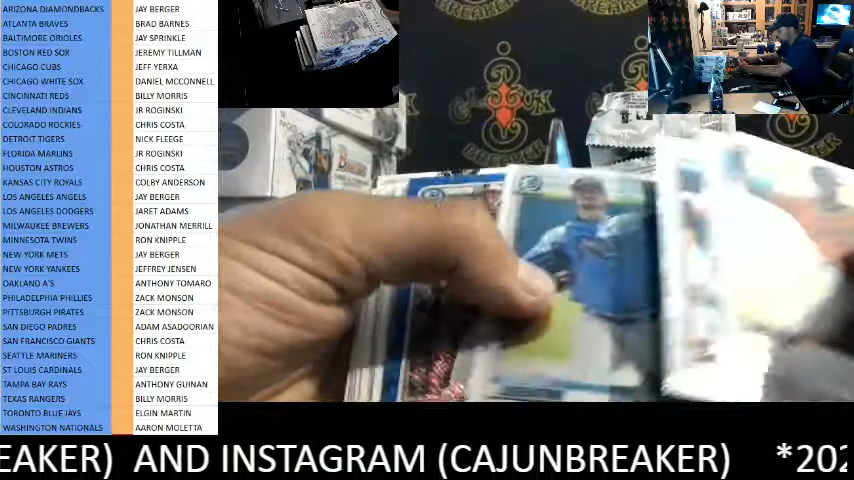 ARIZONA DIAMONDBACKS JAY BERGER
ATLANTA BRAVES BRAD BARNES
BALTIMORE ORIOLES JAY SPRINKLE
BOSTON RED SOX JEREMY TILLMAN
CHICAGO CUBS JEFF YERXA
CHICAGO WHITE SOX DANIEL MCCONNELL
CINCINNATI REDS BILLY MORRIS
CLEVELAND INDIANS JR ROGINSKI
COLORADO ROCKIES CHRIS COSTA
DETROIT TIGERS NICK FLEEGE
FLORIDA MARLINS JR ROGINSKI
HOUSTON ASTROS CHRIS COSTA
KANSAS CITY ROYALS COLBY ANDERSON
LOS ANGELES ANGELS JAY BERGER
LOS ANGELES DODGERS JARET ADAMS
MILWAUKEE BREWERS JONATHAN MERRILL
MINNESOTA TWINS RON KNIPPLE
NEW YORK METS JAY BERGER
NEW YORK YANKEES JEFFREY JENSEN
OAKLAND A'S ANTHONY TOMARO
PHILADELPHIA PHILLIES ZACK MONSON
PITTSBURGH PIRATES ZACK MONSON
SAN DIEGO PADRES ADAM ASADOORIAN
SAN FRANCISCO GIANTS CHRIS COSTA
SEATTLE MARINERS RON KNIPPLE
ST LOUIS CARDINALS JAY BERGER
TAMPA BAY RAYS ANTHONY GUINAN
TEXAS RANGERS BILLY MORRIS
TORONTO BLUE JAYS ELGIN MARTIN
WASHINGTON NATIONALS AARON MOLETTA
EAKER) AND INSTAGRAM (CAJUNBREAKER) *202